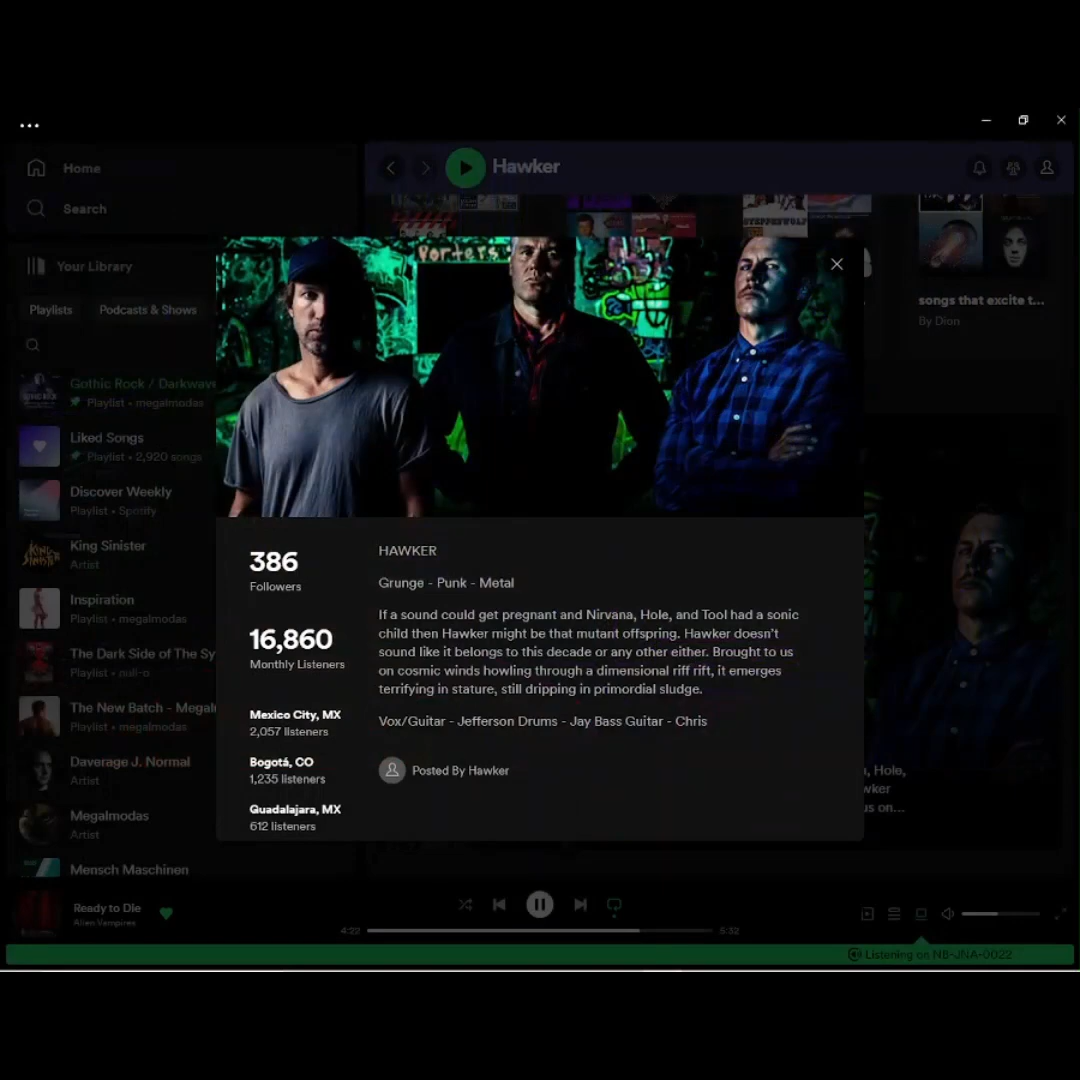 Hawker
Home
Search
Your Library
Playlists
Podcasts & Shows
Gothic Rock / Darkwave
Playlist • megalmodas
Liked Songs
Playlist • 2,920 songs
Discover Weekly
Playlist • Spotify
King Sinister
Artist
Inspiration
Playlist • megalmodas
The Dark Side of The Sy
Playlist •
The New Batch - Megal
Playlist • megalmodas
Daverage J. Normal
Artist
Megalmodas
Artist
Mensch Maschinen
STEPPENWOLF
songs that excite t...
By Dion
Porters
386
Followers
16,860
Monthly Listeners
Mexico City, MX
2,057 listeners
Bogotá, CO
1,235 listeners
Guadalajara, MX
612 listeners
HAWKER
Grunge - Punk - Metal
If a sound could get pregnant and Nirvana, Hole, and Tool had a sonic
child then Hawker might be that mutant offspring. Hawker doesn't
sound like it belongs to this decade or any other either. Brought to us
on cosmic winds howling through a dimensional riff rift, it emerges
terrifying in stature, still dripping in primordial sludge.
Vox/Guitar - Jefferson Drums - Jay Bass Guitar - Chris
Posted By Hawker
, Hole,
wker
us on...
Ready to Die
Alien Vampires
4:22
5:32
Listening on NB-JNA-0022